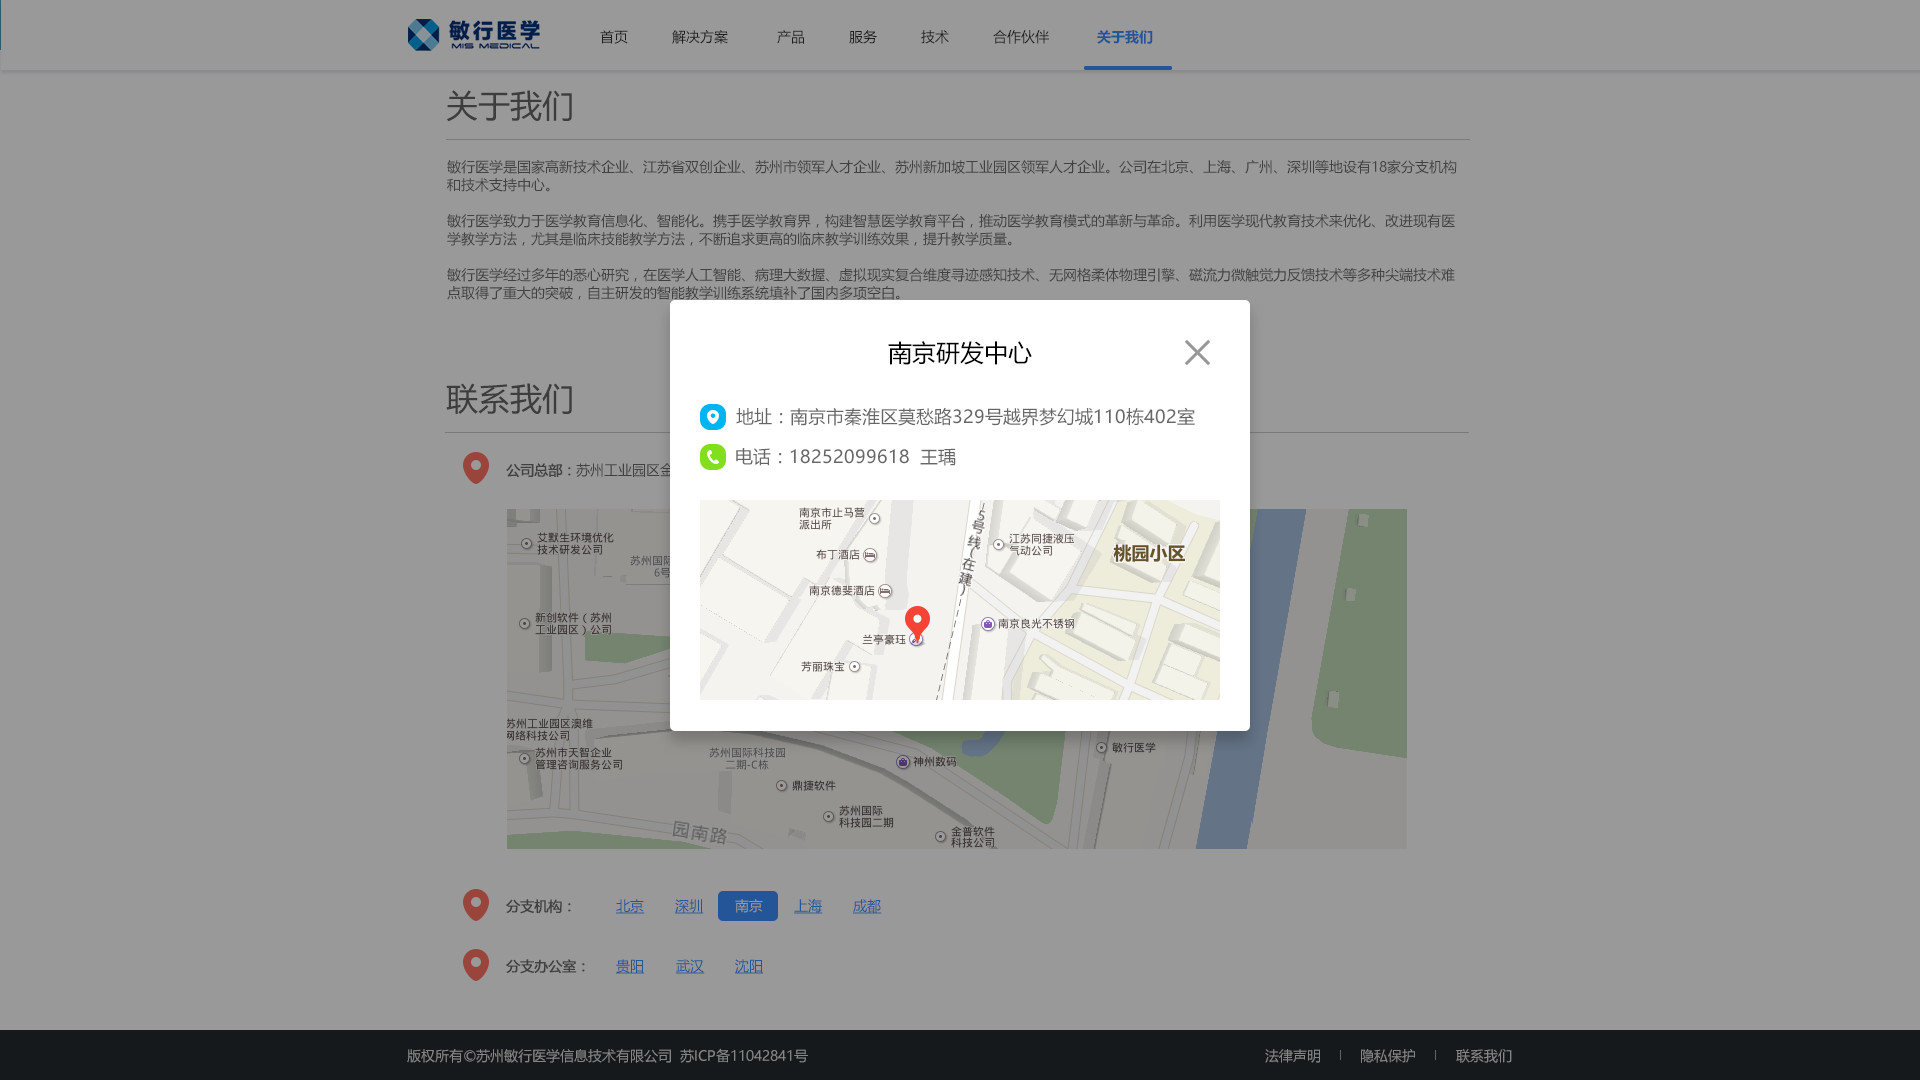 敏行医学
MIS MEDICAL
首页 解决方案 产品 服务 技术 合作伙伴 关于我们
关于我们
敏行医学是国家高新技术企业、江苏省双创企业、苏州市领军人才企业、苏州新加坡工业园区领军人才企业。公司在北京、上海、广州、深圳等地设有18家分支机构
和技术支持中心。
敏行医学致力于医学教育信息化、智能化。携手医学教育界，构建智慧医学教育平台，推动医学教育模式的革新与革命。利用医学现代教育技术来优化、改进现有医
学教学方法，尤其是临床技能教学方法，不断追求更高的临床教学训练效果，提升教学质量。
敏行医学经过多年的悉心研究，在医学人工智能、病理大数握、虚拟现实复合维度寻迹感知技术、无网格柔体物理引擎、磁流力微触觉力反馈技术等多种尖端技术难
点取得了重大的突破，自主研发的智能教学训练系统填补了国内多项空白。
南京研发中心
地址：南京市秦淮区莫愁路329号越界梦幻城110栋402室
电话：18252099618 王瑀
南京市止马营
派出所
布丁酒店
南京德斐酒店
兰亭豪珏
芳丽珠宝
5号线(在建)
江苏同捷液压
气动公司
桃园小区
南京良光不锈钢
联系我们
公司总部：苏州工业园区金
艾默生环境优化
技术研发公司
苏州国际
6号
新创软件（苏州
工业园区）公司
苏州工业园区澳维
网络科技公司
苏州市天智企业
管理咨询服务公司
苏州国际科技园
二期-C栋
鼎捷软件
神州数码
敏行医学
苏州国际
科技园二期
金普软件
科技公司
园南路
分支机构： 北京 深圳 南京 上海 成都
分支办公室： 贵阳 武汉 沈阳
版权所有©苏州敏行医学信息技术有限公司 苏ICP备11042841号
法律声明 | 隐私保护 | 联系我们